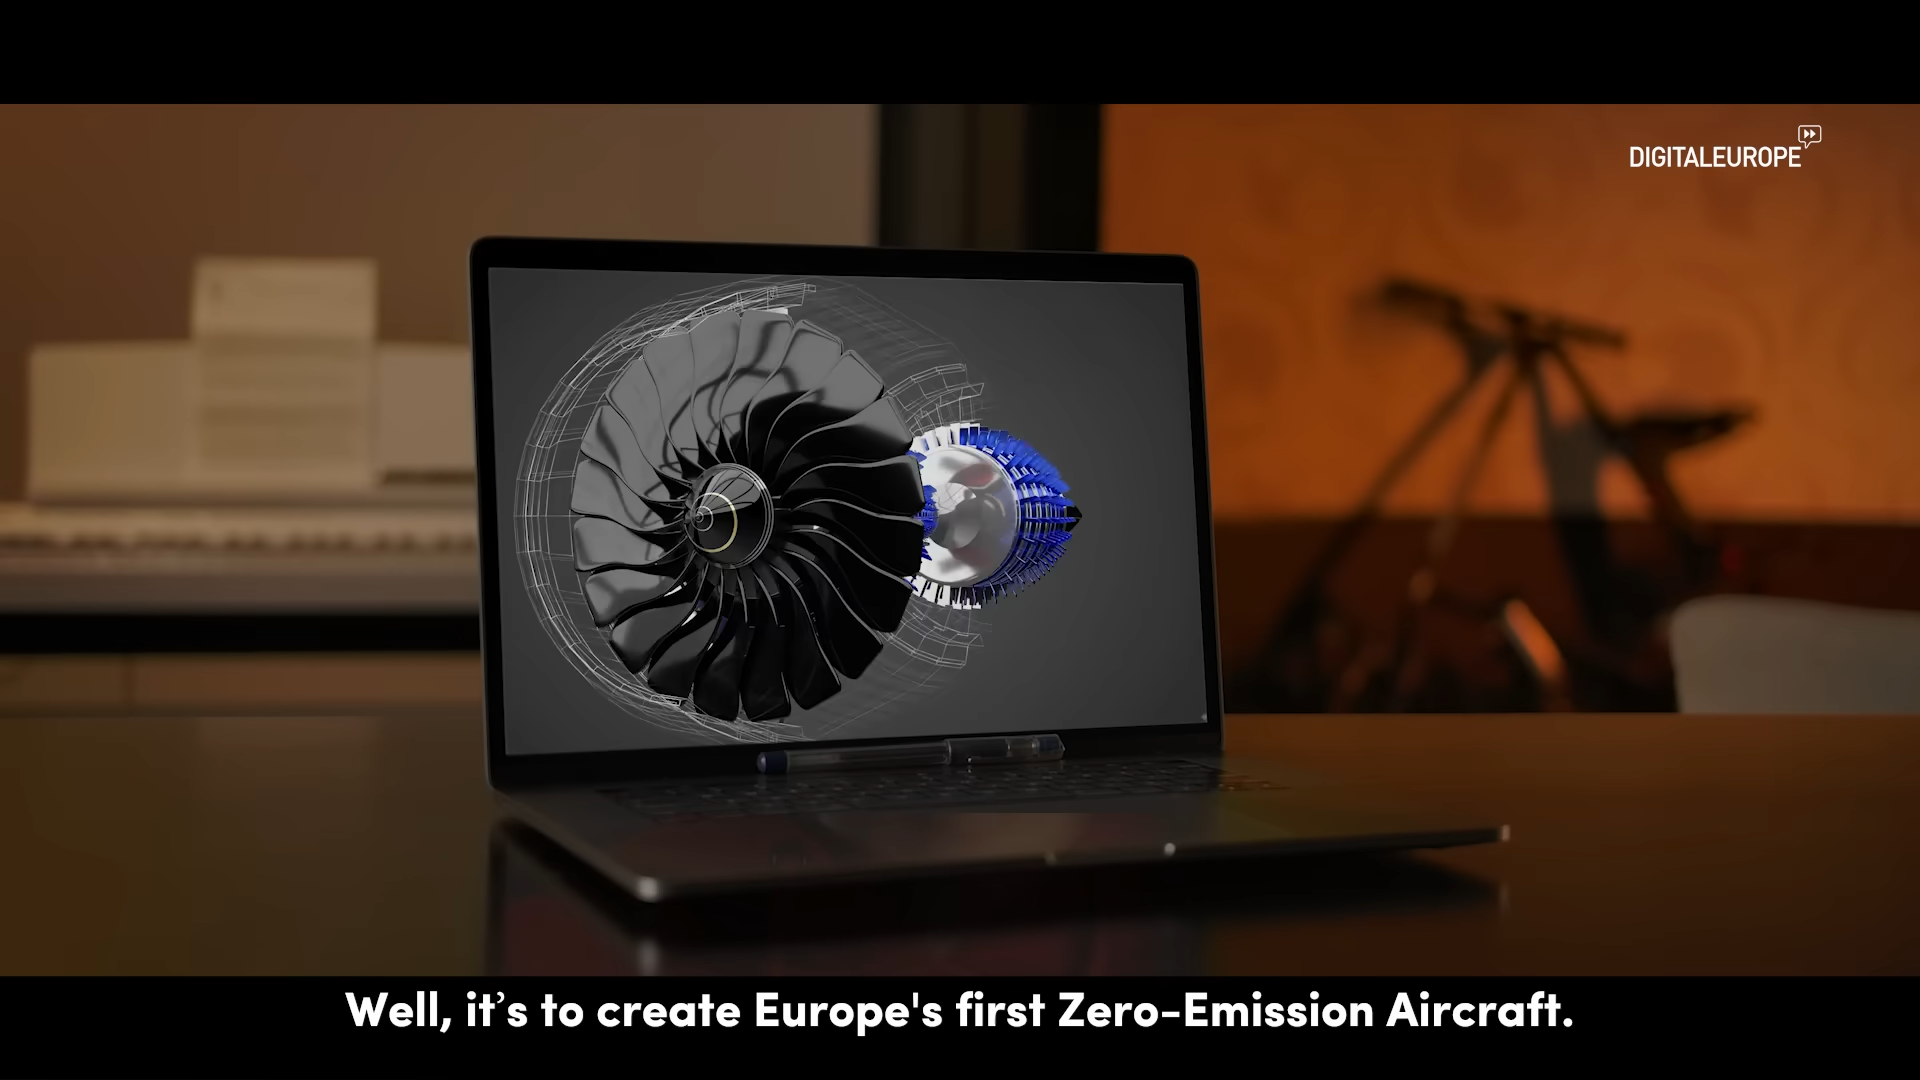 DIGITALEUROPE
Well, it’s to create Europe's first Zero-Emission Aircraft.